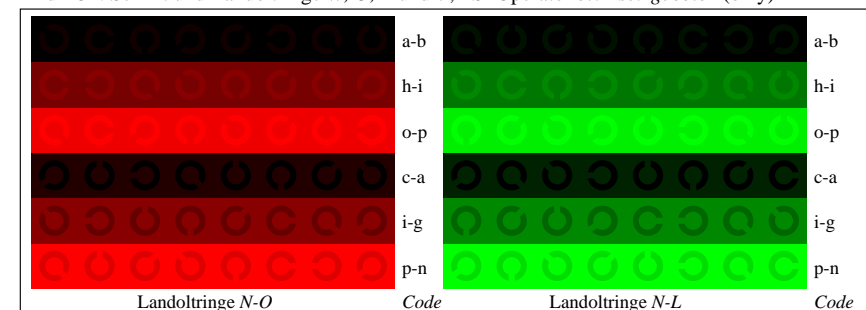 a-b a-b
h-i h-i
o-p o-p
c-a c-a
i-g i-g
p-n p-n
Landoltringe N-O Code Landoltringe N-L Code